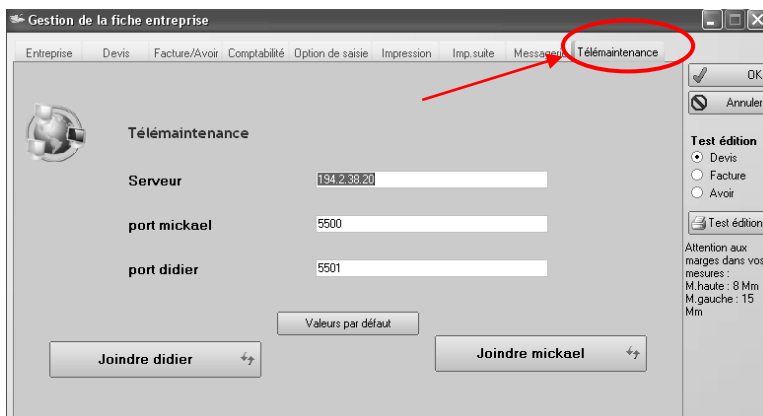 Gestion de la fiche entreprise
Entreprise Devis Facture/Avoir Comptabilité Option de saisie Impression Imp.suite Messagerie Télémaintenance
OK
Annuler
Télémaintenance
Test édition
Devis
Serveur 194.2.38.20
Facture
Avoir
port mickael 5500
Test édition
port didier 5501
Attention aux
marges dans vos
mesures :
M.haute : 8 Mm
M.gauche : 15
Mm
Valeurs par défaut
Joindre didier Joindre mickael